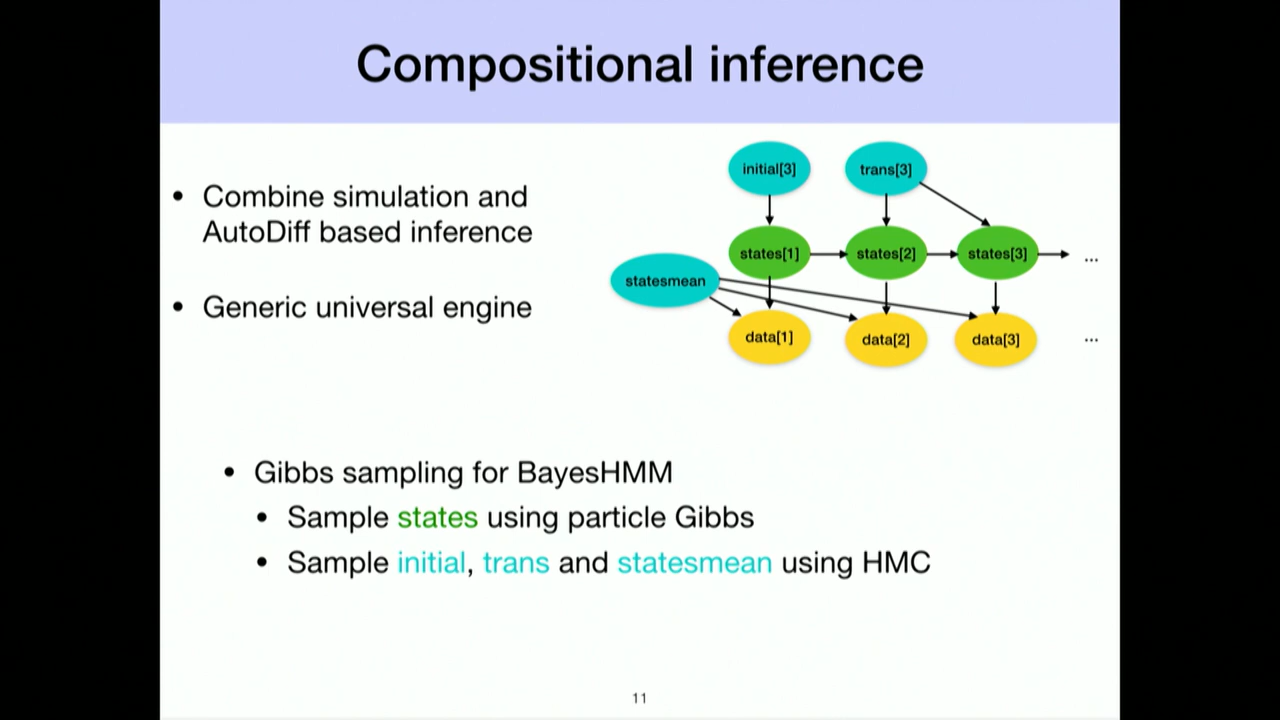 Compositional inference
• Combine simulation and
AutoDiff based inference
• Generic universal engine
initial[3] trans[3]
states[1] states[2] states[3] ...
statesmean
data[1] data[2] data[3] ...
• Gibbs sampling for BayesHMM
• Sample states using particle Gibbs
• Sample initial, trans and statesmean using HMC
11